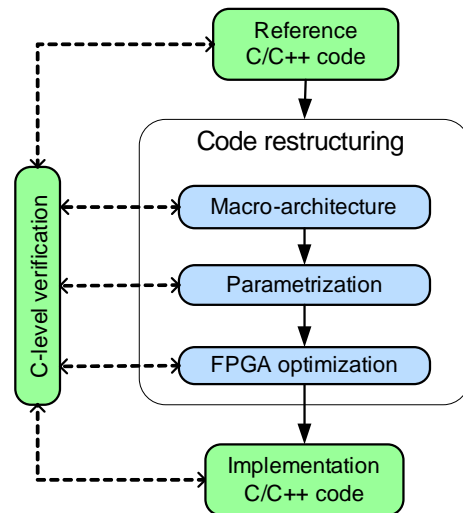 Reference
C/C++ code
Code restructuring
Macro-architecture
C-level verification
Parametrization
FPGA optimization
Implementation
C/C++ code